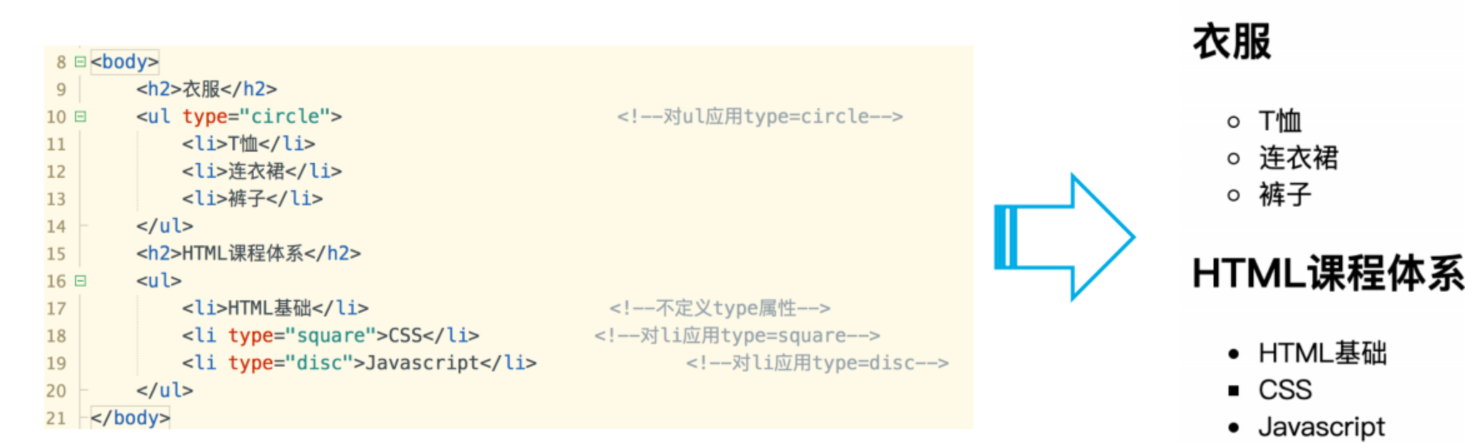 8 <body>
9 <h2>衣服</h2>
10 <ul type="circle"> <!--对ul应用type=circle-->
11 <li>T恤</li>
12 <li>连衣裙</li>
13 <li>裤子</li>
14 </ul>
15 <h2>HTML课程体系</h2>
16 <ul>
17 <li>HTML基础</li> <!--不定义type属性-->
18 <li type="square">CSS</li> <!--对li应用type=square-->
19 <li type="disc">Javascript</li> <!--对li应用type=disc-->
20 </ul>
21 </body>
衣服
T恤
连衣裙
裤子
HTML课程体系
HTML基础
CSS
Javascript